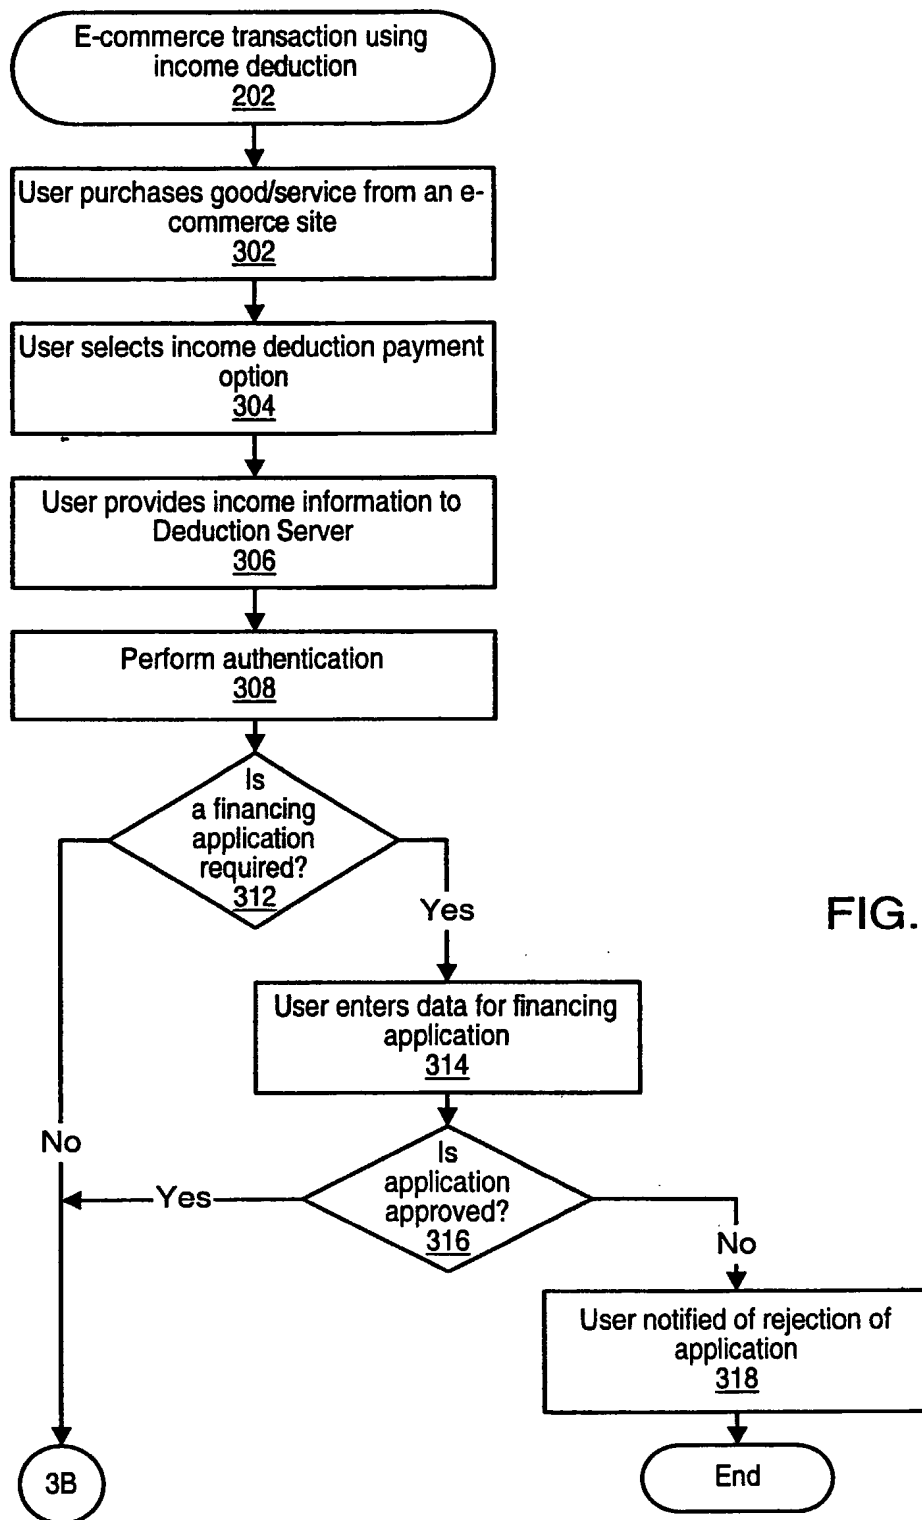 E-commerce transaction using
income deduction
202
User purchases good/service from an e-
commerce site
302
User selects income deduction payment
option
304
User provides income information to
Deduction Server
306
Perform authentication
308
Is
a financing
application
required?
312
Yes
FIG.
User enters data for financing
application
314
No
Is
application
approved?
316
Yes
No
User notified of rejection of
application
318
3B
End